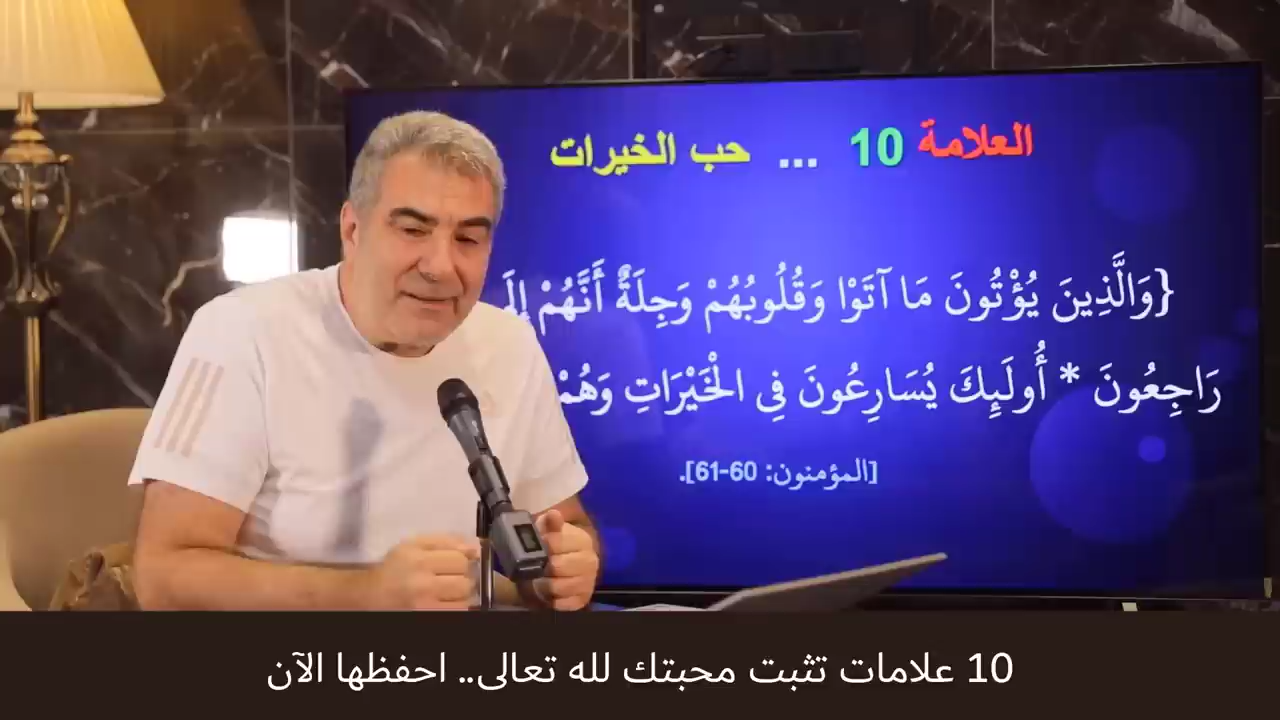 العلامة 10 ... حب الخيرات
{وَالَّذِينَ يُؤْتُونَ مَا آتَوْا وَقُلُوبُهُمْ وَجِلَةٌ أَنَّهُمْ إِلَى
رَاجِعُونَ * أُولَئِكَ يُسَارِعُونَ فِي الْخَيْرَاتِ وَهُمْ
[المؤمنون: 60-61].
10 علامات تثبت محبتك لله تعالى.. احفظها الآن